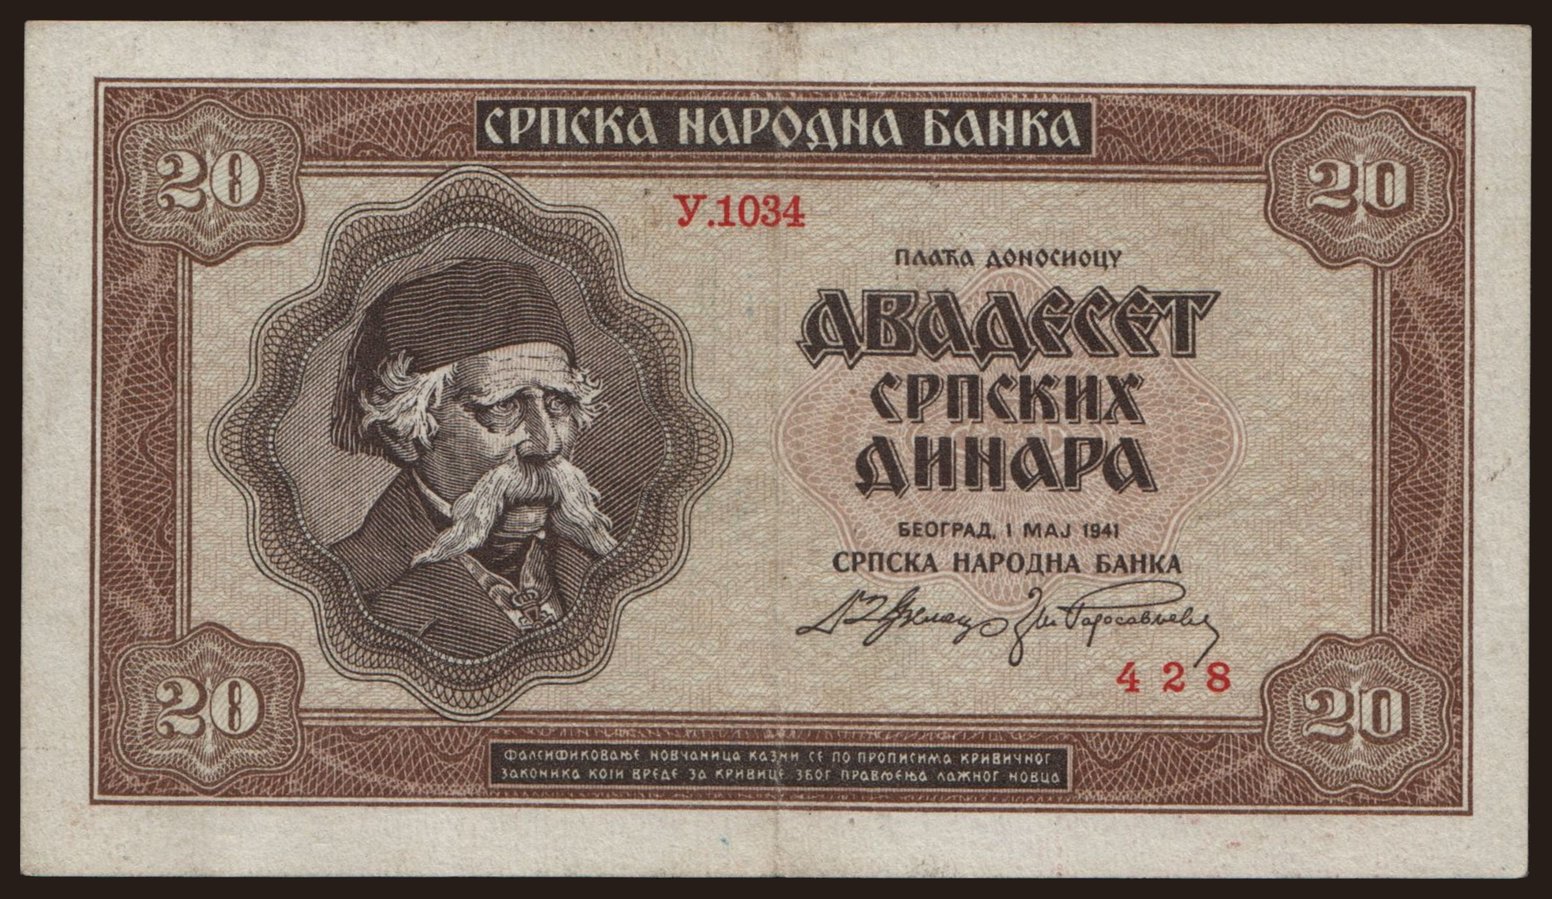 СРПСКА НАРОДНА БАНКА
20
20
У.1034
ПЛАЋА ДОНОСИОЦУ
ДВАДЕСЕТ
СРПСКИХ
ДИНАРА
БЕОГРАД, 1 МАЈ 1941
СРПСКА НАРОДНА БАНКА
428
20
20
ФАЛСИФИКОВАЊЕ НОВЧАНИЦА КАЗНИ СЕ ПО ПРОПИСИМА КРИВИЧНОГ
ЗАКОНИКА КОЈИ ВРЕДЕ ЗА КРИВИЦЕ ЗБОГ ПРАВЉЕЊА ЛАЖНОГ НОВЦА